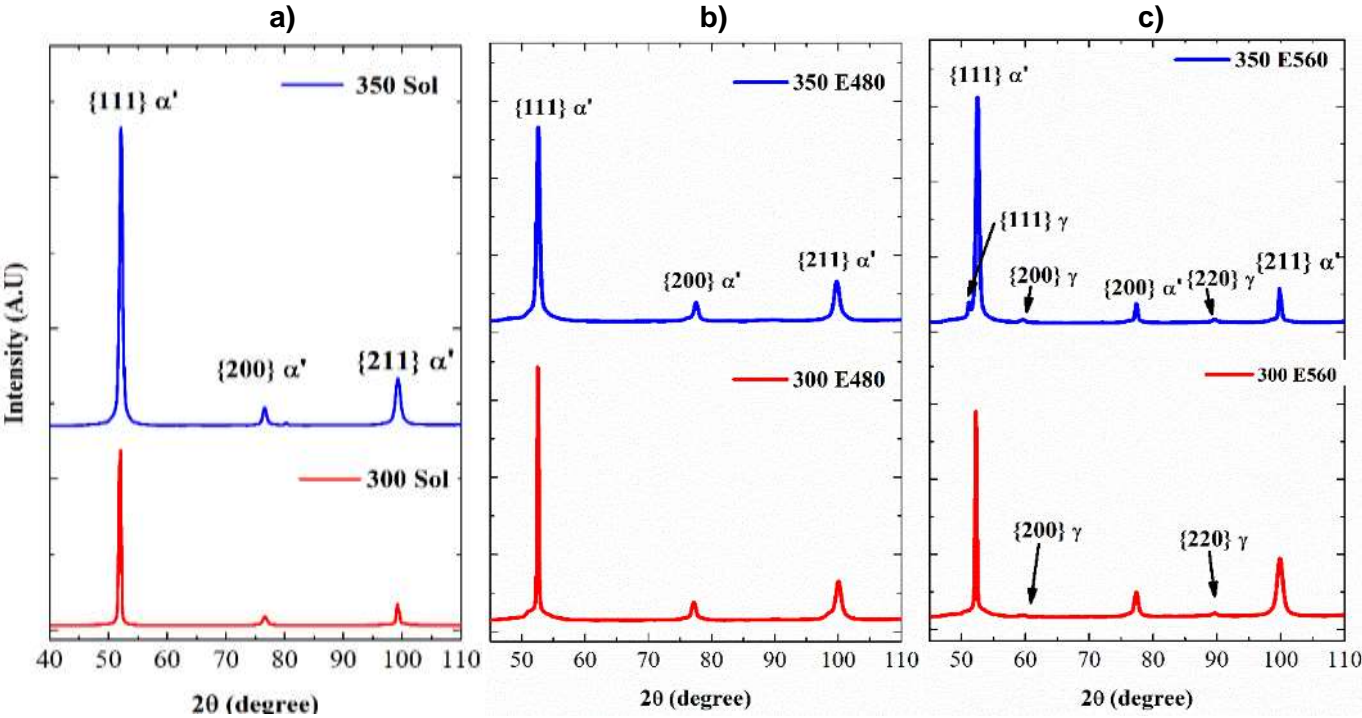 a)
350 Sol
{111} α'
{200} α'
{211} α'
300 Sol
Intensity (A.U)
40 50 60 70 80 90 100 110
2θ (degree)
b)
350 E480
{111} α'
{200} α'
{211} α'
300 E480
50 60 70 80 90 100 110
2θ (degree)
c)
350 E560
{111} α'
{111} γ
{200} γ
{200} α'
{220} γ
{211} α'
300 E560
{200} γ
{220} γ
50 60 70 80 90 100 110
2θ (degree)